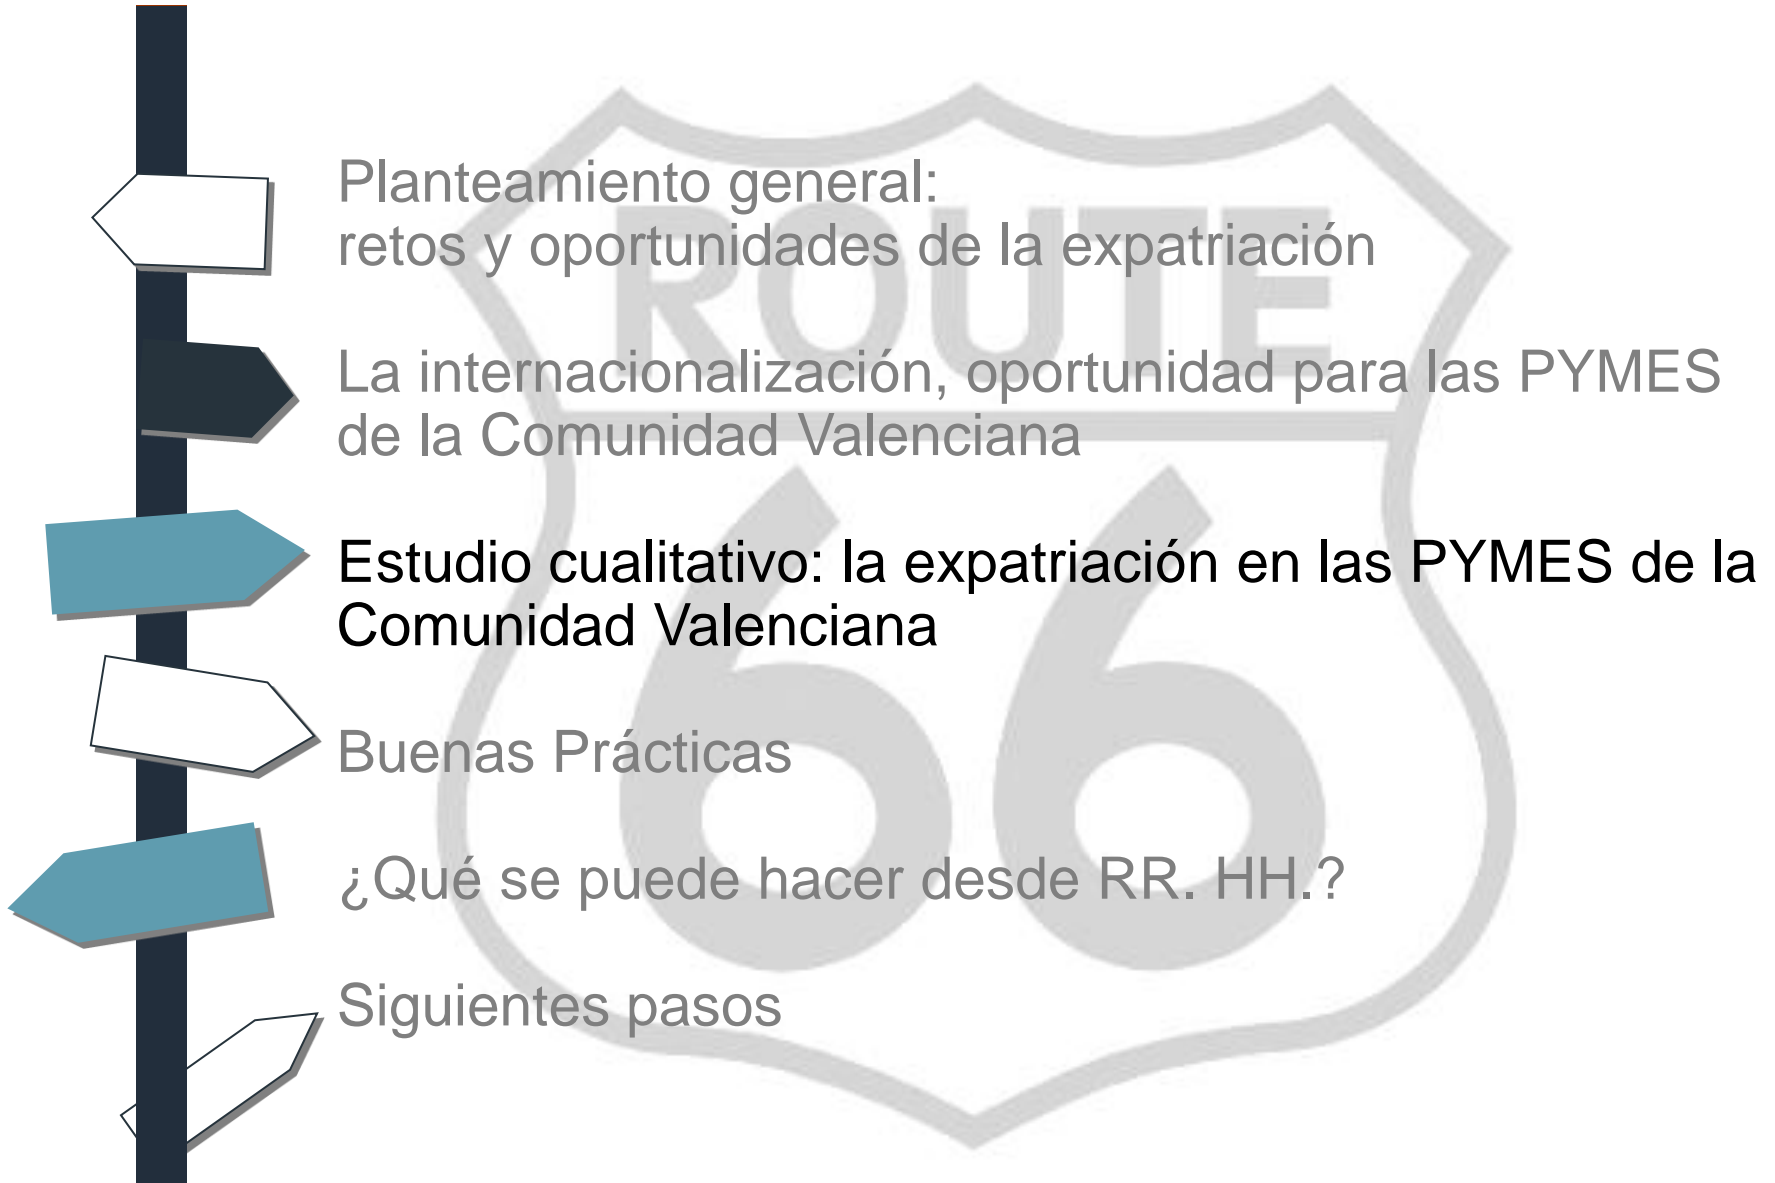 Planteamiento general:
retos y oportunidades de la expatriación
La internacionalización, oportunidad para las PYMES
de la Comunidad Valenciana
Estudio cualitativo: la expatriación en las PYMES de la
Comunidad Valenciana
Buenas Prácticas
¿Qué se puede hacer desde RR. HH.?
Siguientes pasos
ROUTE
66